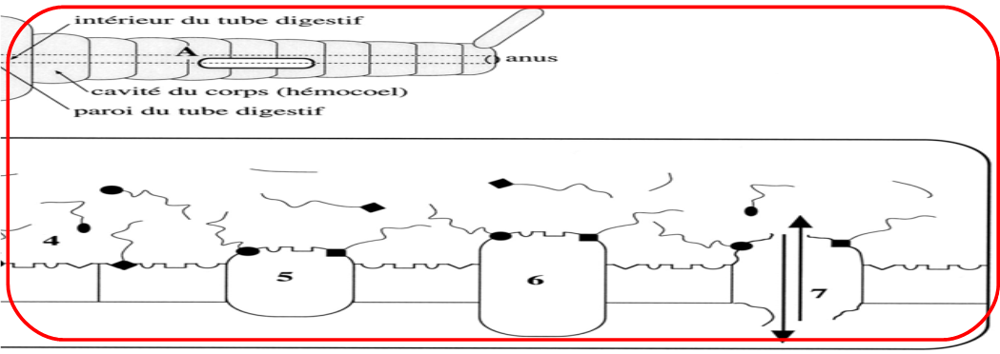 intérieur du tube digestif
A
anus
cavité du corps (hémocoel)
paroi du tube digestif
4
5
6
7